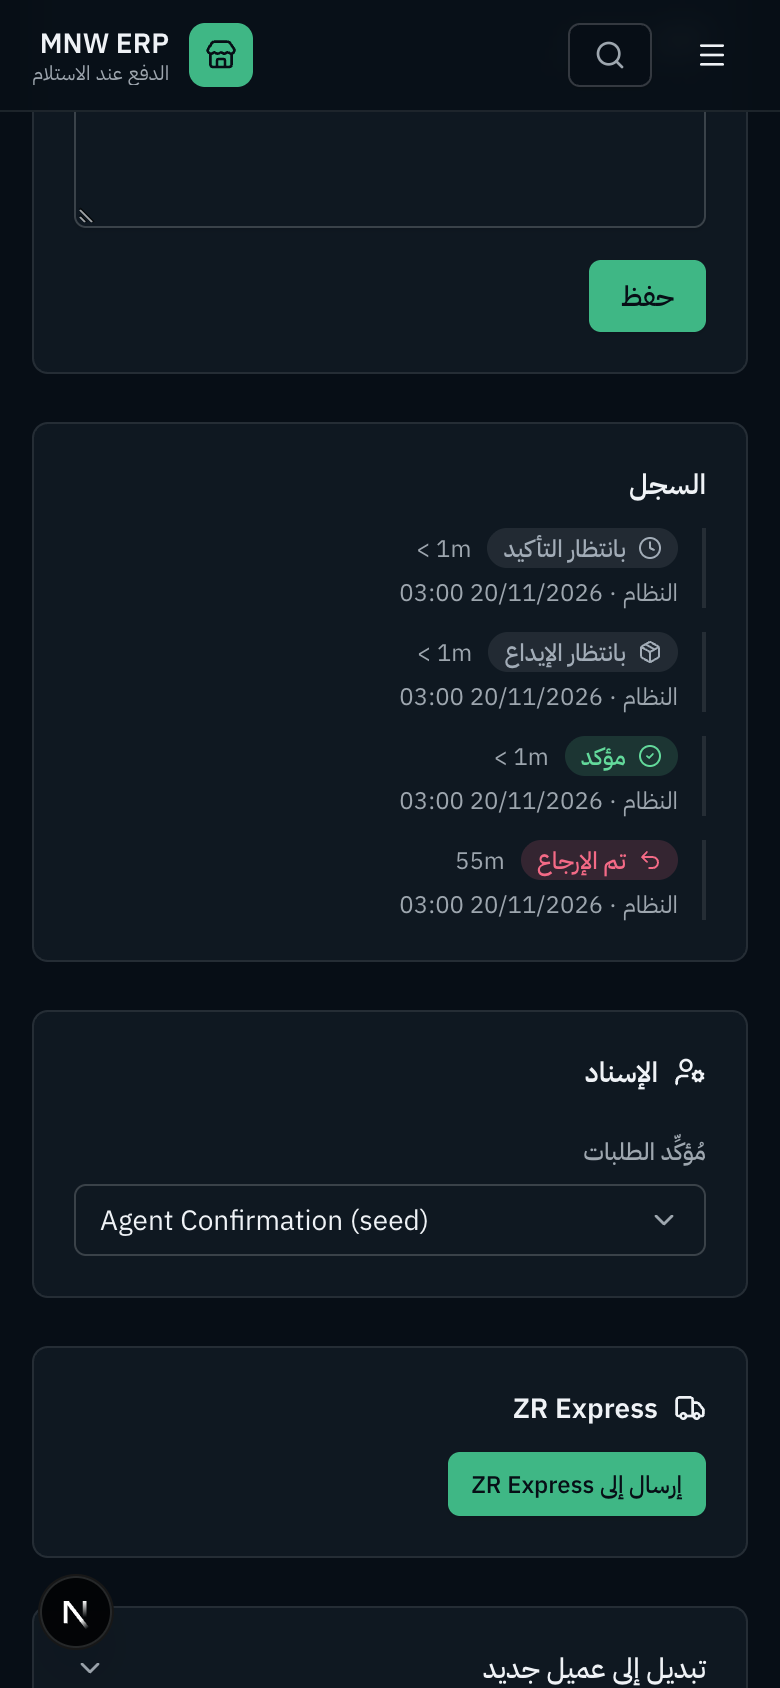 MNW ERP
الدفع عند الاستلام
حفظ
السجل
بانتظار التأكيد < 1m
النظام · 20/11/2026 03:00
بانتظار الإيداع < 1m
النظام · 20/11/2026 03:00
مؤكد < 1m
النظام · 20/11/2026 03:00
تم الإرجاع 55m
النظام · 20/11/2026 03:00
الإسناد
مُؤكِّد الطلبات
Agent Confirmation (seed)
ZR Express
إرسال إلى ZR Express
N
تبديل إلى عميل جديد